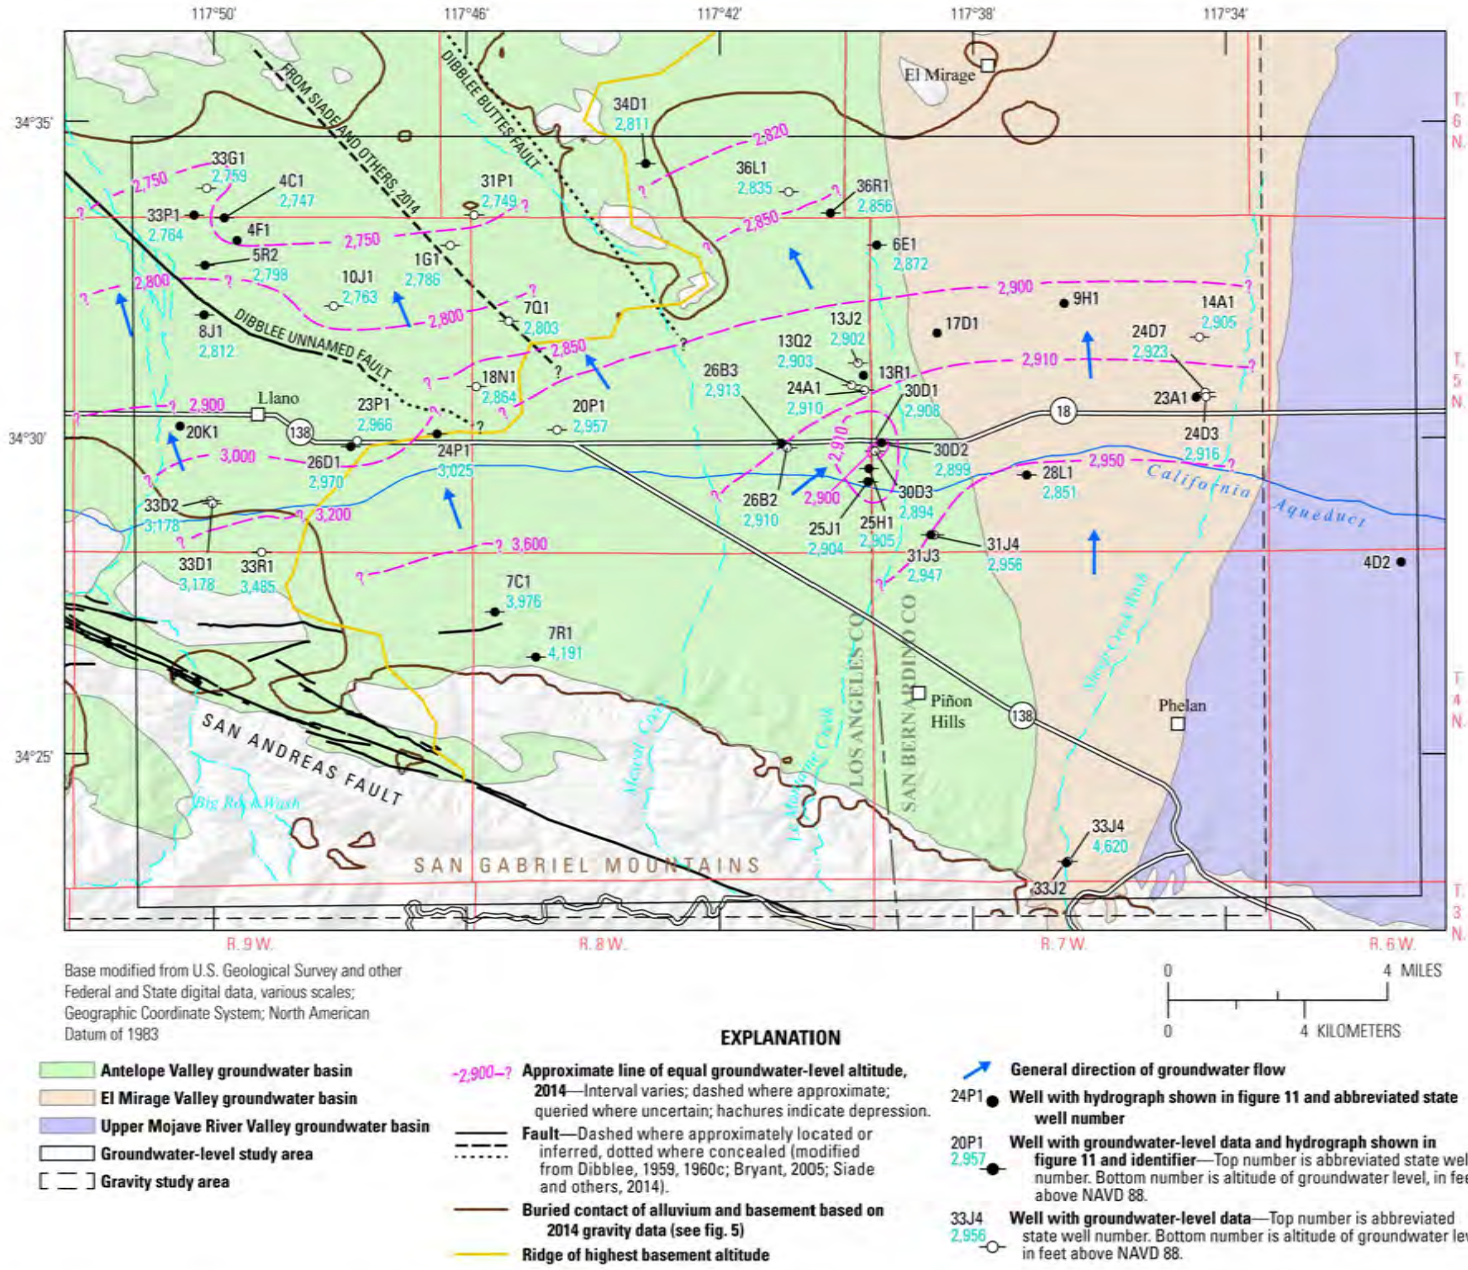 117°50'
117°46'
117°42'
117°38'
117°34'
34°35'
34°30'
34°25'
T. 6 N.
T. 5 N.
T. 4 N.
T. 3 N.
R. 9 W.
R. 8 W.
R. 7 W.
R. 6 W.
El Mirage
FROM SIADE AND OTHERS, 2014
DIBBLEE BUTTES FAULT
34D1
2,811
2,820
33G1
2,759
2,750
4C1
2,747
31P1
2,749
36L1
2,835
36R1
2,856
33P1
2,764
4F1
2,750
2,850
5R2
2,798
1G1
2,786
6E1
2,872
2,800
10J1
2,763
2,900
9H1
14A1
2,905
8J1
2,812
2,800
7Q1
2,803
13J2
2,902
17D1
24D7
2,923
DIBBLEE UNNAMED FAULT
2,850
13Q2
2,903
2,910
26B3
2,913
13R1
18N1
2,864
24A1
2,910
30D1
2,908
23A1
Llano
2,900
23P1
2,966
20P1
2,957
18
20K1
138
2,910
24D3
2,916
3,000
26D1
2,970
24P1
3,025
30D2
2,899
2,950
28L1
2,851
California Aqueduct
33D2
3,178
26B2
2,910
2,900
30D3
2,894
3,200
25J1
2,904
25H1
2,905
31J3
2,947
31J4
2,956
33D1
3,178
33R1
3,485
3,600
4D2
7C1
3,976
7R1
4,191
LOS ANGELES CO
SAN BERNARDINO CO
Piñon
Hills
138
Phelan
Sheep Creek Wash
Mescal Creek
Le Montaine Creek
SAN ANDREAS FAULT
Big Rock Wash
SAN GABRIEL MOUNTAINS
33J4
4,620
33J2
Base modified from U.S. Geological Survey and other
Federal and State digital data, various scales;
Geographic Coordinate System; North American
Datum of 1983
0 4 MILES
0 4 KILOMETERS
EXPLANATION
Antelope Valley groundwater basin
El Mirage Valley groundwater basin
Upper Mojave River Valley groundwater basin
Groundwater-level study area
Gravity study area
-2,900-? Approximate line of equal groundwater-level altitude,
2014—Interval varies; dashed where approximate;
queried where uncertain; hachures indicate depression.
Fault—Dashed where approximately located or
inferred, dotted where concealed (modified
from Dibblee, 1959, 1960c; Bryant, 2005; Siade
and others, 2014).
Buried contact of alluvium and basement based on
2014 gravity data (see fig. 5)
Ridge of highest basement altitude
General direction of groundwater flow
24P1 Well with hydrograph shown in figure 11 and abbreviated state
well number
20P1 Well with groundwater-level data and hydrograph shown in
2,957 figure 11 and identifier—Top number is abbreviated state wel
number. Bottom number is altitude of groundwater level, in fee
above NAVD 88.
33J4 Well with groundwater-level data—Top number is abbreviated
2,956 state well number. Bottom number is altitude of groundwater lev
in feet above NAVD 88.